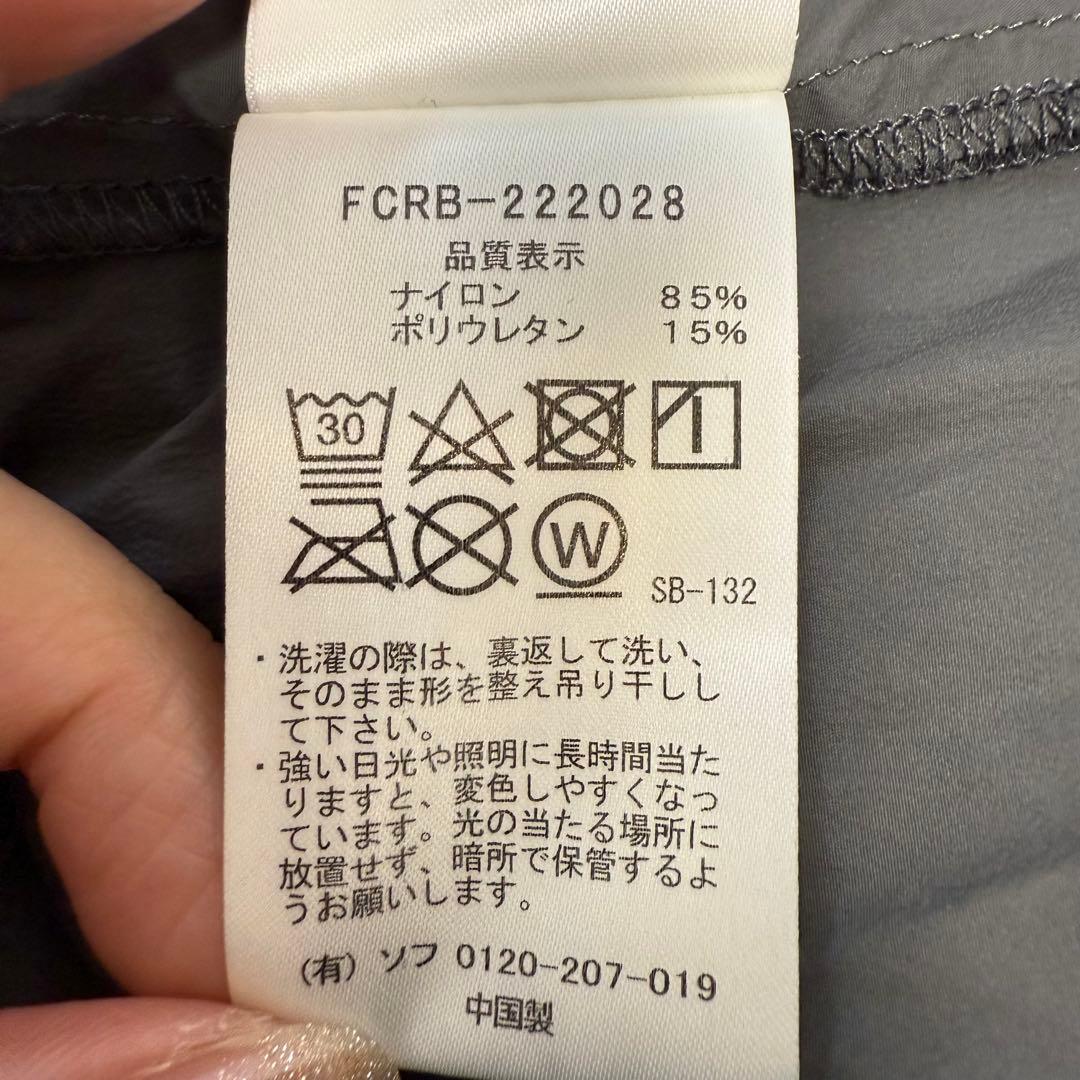 FCRB-222028
品質表示
ナイロン 85%
ポリウレタン 15%
30
W
SB-132
・洗濯の際は、裏返して洗い、
そのまま形を整え吊り干しし
て下さい。
・強い日光や照明に長時間当た
りますと、変色しやすくなっ
ています。光の当たる場所に
放置せず、暗所で保管するよ
うお願いします。
(有) ソフ 0120-207-019
中国製